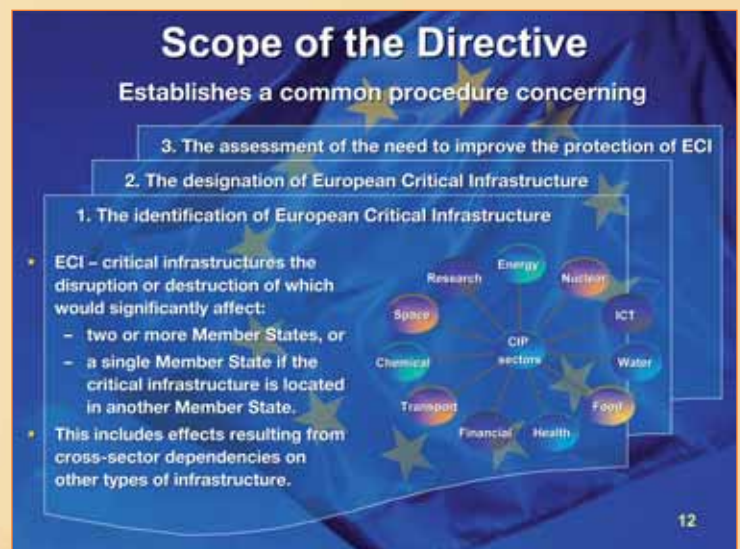 Scope of the Directive
Establishes a common procedure concerning
3. The assessment of the need to improve the protection of ECI
2. The designation of European Critical Infrastructure
1. The identification of European Critical Infrastructure
• ECI – critical infrastructures the
disruption or destruction of which
would significantly affect:
– two or more Member States, or
– a single Member State if the
critical infrastructure is located
in another Member State.
• This includes effects resulting from
cross-sector dependencies on
other types of infrastructure.
Energy
Nuclear
ICT
Water
Food
Health
Financial
Transport
Chemical
Space
Research
CIP
sectors
12